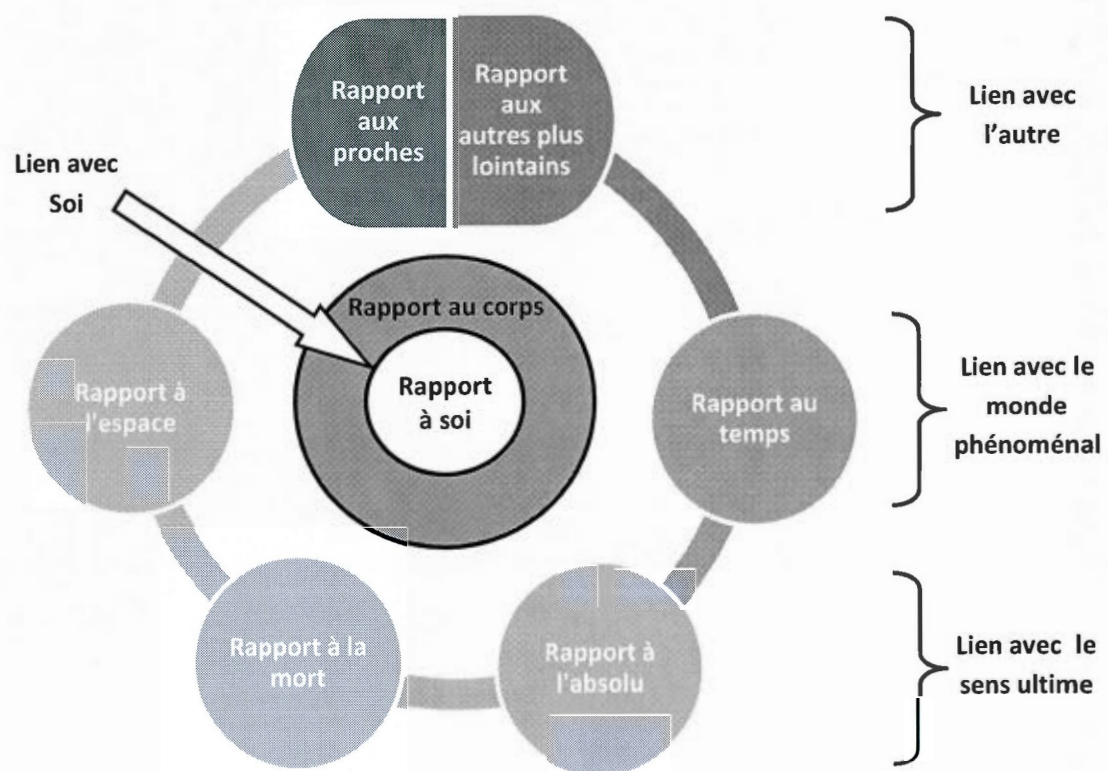 Rapport
aux
proches
Rapport
aux
autres plus
lointains
Lien avec
l'autre
Lien avec
Soi
Rapport au corps
Rapport
à soi
Rapport à
l'espace
Rapport au
temps
Lien avec le
monde
phénoménal
Rapport à la
mort
Rapport à
l'absolu
Lien avec le
sens ultime